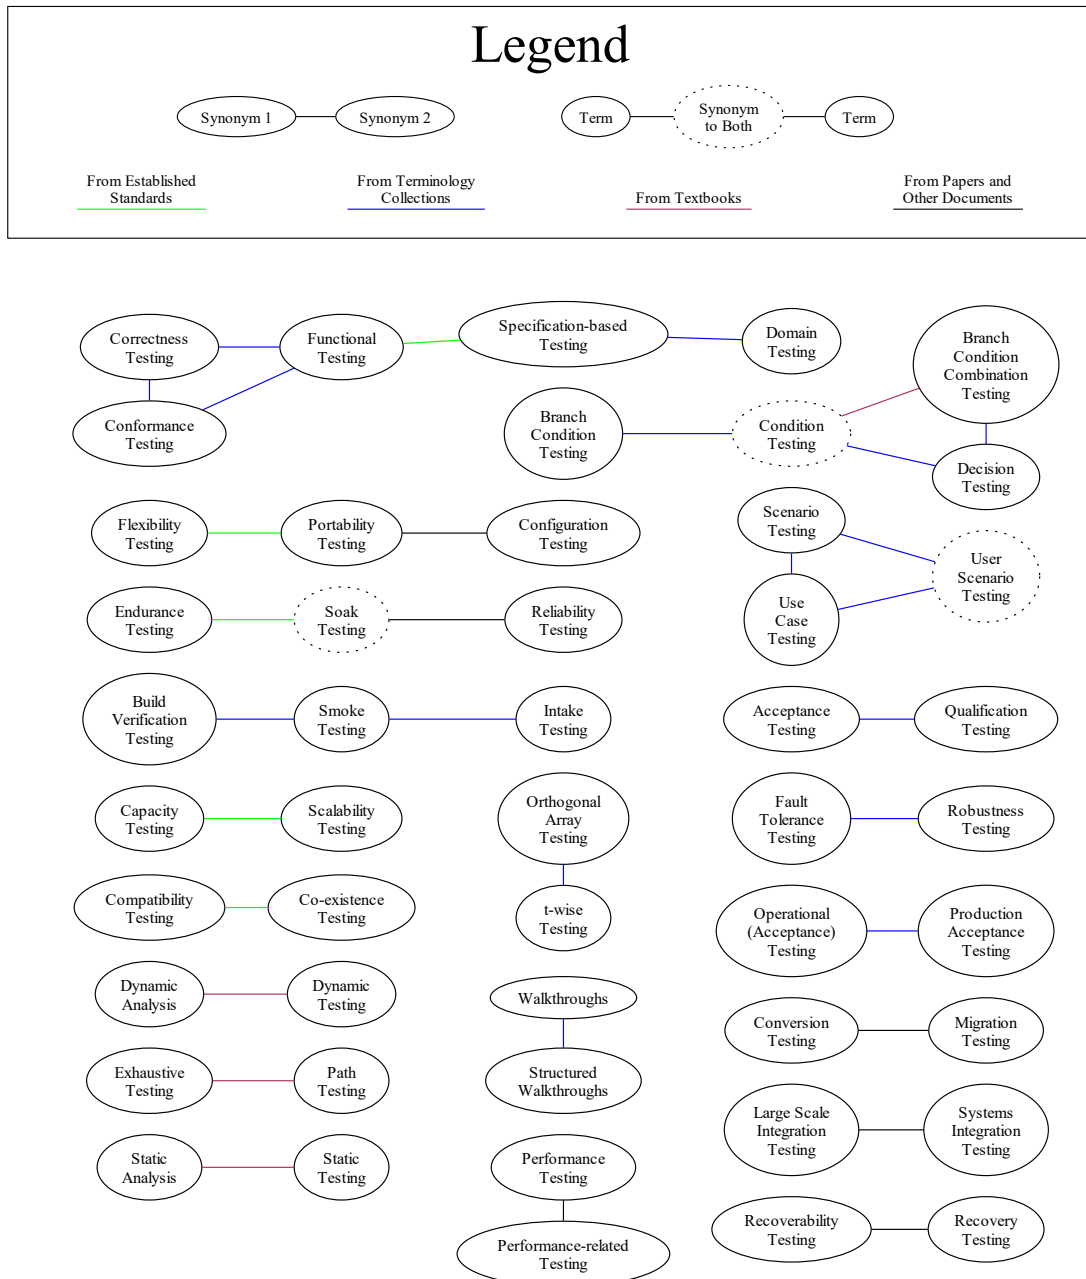 Legend
Synonym 1
Synonym 2
Term
Synonym
to Both
Term
From Established
Standards
From Terminology
Collections
From Textbooks
From Papers and
Other Documents
Correctness
Testing
Functional
Testing
Specification-based
Testing
Domain
Testing
Branch
Condition
Combination
Testing
Conformance
Testing
Branch
Condition
Testing
Condition
Testing
Decision
Testing
Flexibility
Testing
Portability
Testing
Configuration
Testing
Scenario
Testing
User
Scenario
Testing
Endurance
Testing
Soak
Testing
Reliability
Testing
Use
Case
Testing
Build
Verification
Testing
Smoke
Testing
Intake
Testing
Acceptance
Testing
Qualification
Testing
Capacity
Testing
Scalability
Testing
Orthogonal
Array
Testing
Fault
Tolerance
Testing
Robustness
Testing
Compatibility
Testing
Co-existence
Testing
t-wise
Testing
Operational
(Acceptance)
Testing
Production
Acceptance
Testing
Dynamic
Analysis
Dynamic
Testing
Walkthroughs
Conversion
Testing
Migration
Testing
Exhaustive
Testing
Path
Testing
Structured
Walkthroughs
Large Scale
Integration
Testing
Systems
Integration
Testing
Static
Analysis
Static
Testing
Performance
Testing
Recoverability
Testing
Recovery
Testing
Performance-related
Testing